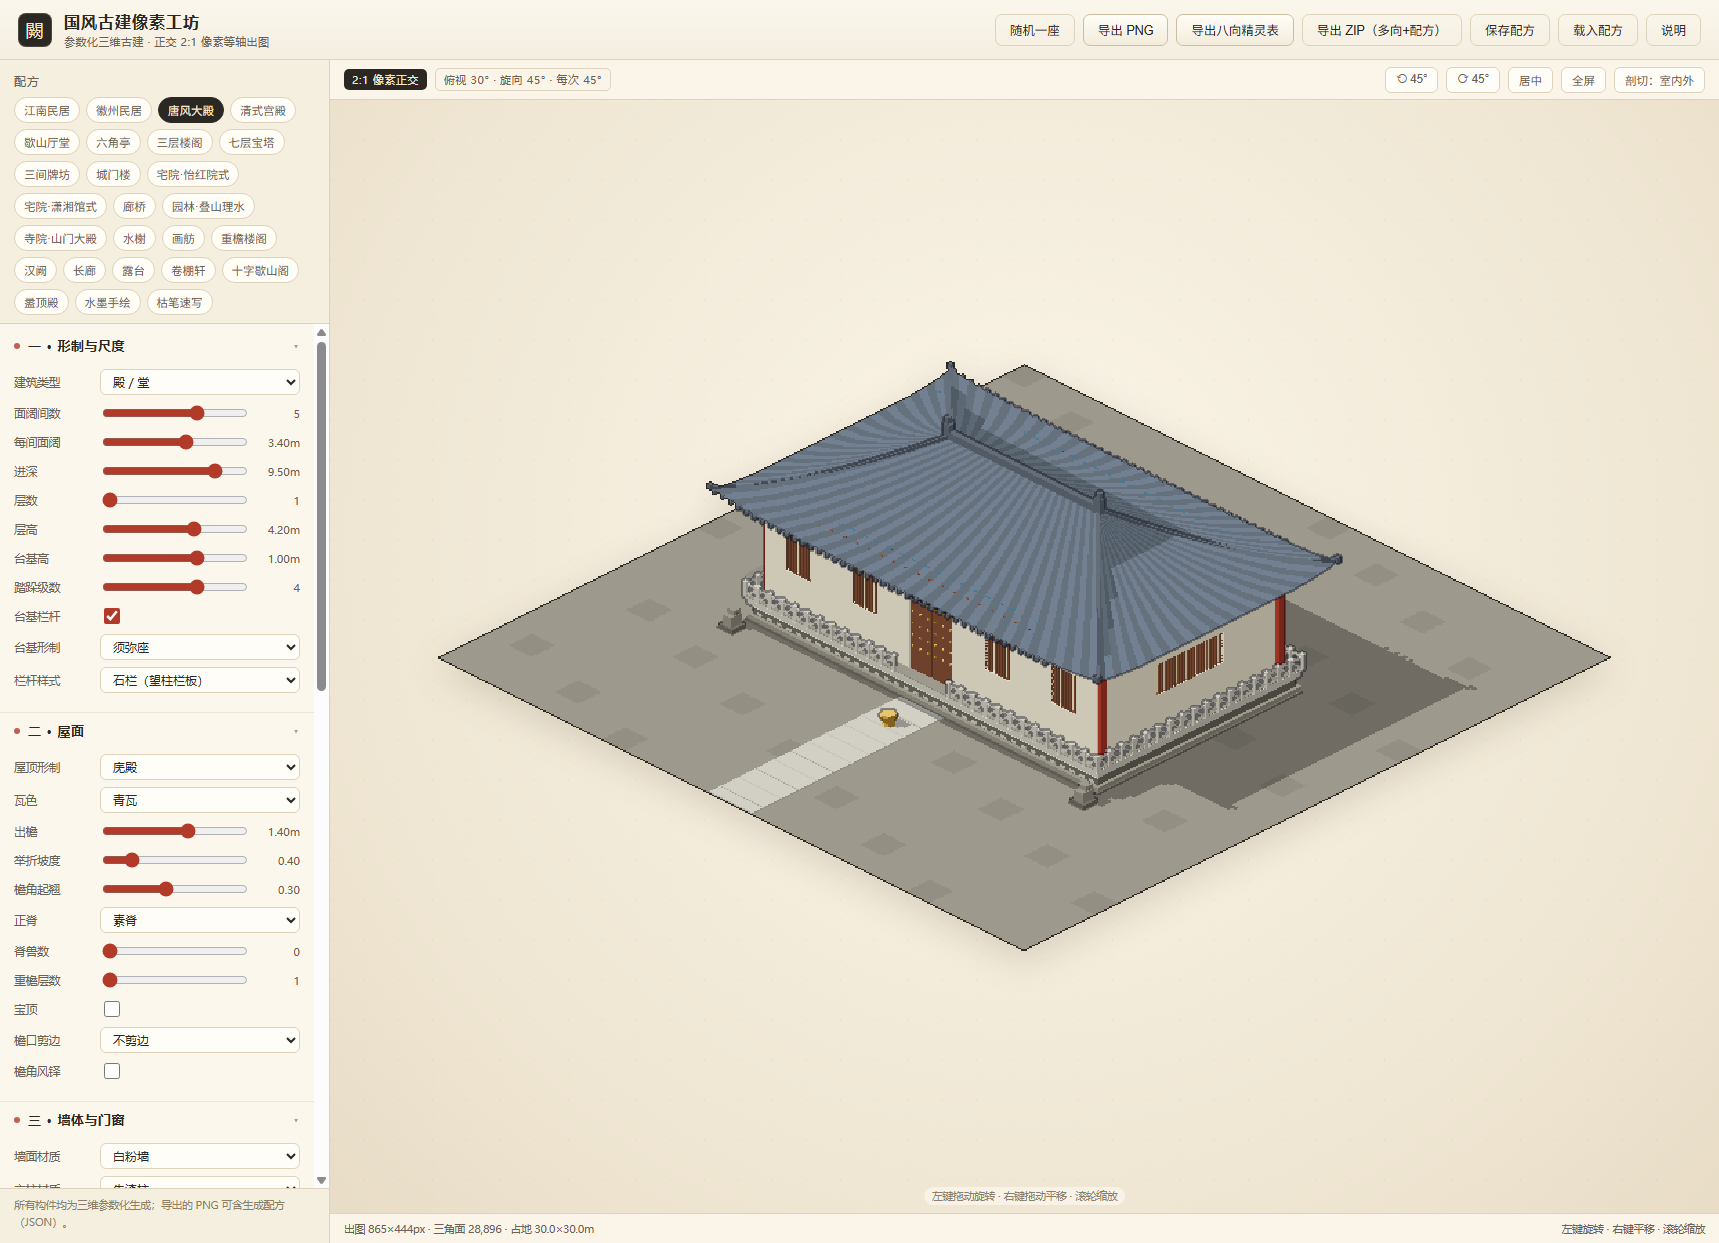 闕
国风古建像素工坊
参数化三维古建 · 正交 2:1 像素等轴出图
随机一座
导出 PNG
导出八向精灵表
导出 ZIP（多向+配方）
保存配方
载入配方
说明
配方
江南民居
徽州民居
唐风大殿
清式宫殿
歇山厅堂
六角亭
三层楼阁
七层宝塔
三间牌坊
城门楼
宅院·怡红院式
宅院·潇湘馆式
廊桥
园林·叠山理水
寺院·山门大殿
水榭
画舫
重檐楼阁
汉阙
长廊
露台
卷棚轩
十字歇山阁
盝顶殿
水墨手绘
枯笔速写
2:1 像素正交
俯视 30° · 旋向 45° · 每次 45°
45°
45°
居中
全屏
剖切：室内外
一 • 形制与尺度
建筑类型
殿 / 堂
面阔间数
5
每间面阔
3.40m
进深
9.50m
层数
1
层高
4.20m
台基高
1.00m
踏跺级数
4
台基栏杆
台基形制
须弥座
栏杆样式
石栏（望柱栏板）
二 • 屋面
屋顶形制
庑殿
瓦色
青瓦
出檐
1.40m
举折坡度
0.40
檐角起翘
0.30
正脊
素脊
脊兽数
0
重檐层数
1
宝顶
檐口剪边
不剪边
檐角风铎
三 • 墙体与门窗
墙面材质
白粉墙
所有构件均为三维参数化生成；导出的 PNG 可含生成配方
（JSON）。
左键拖动旋转 · 右键拖动平移 · 滚轮缩放
出图 865×444px · 三角面 28,896 · 占地 30.0×30.0m
左键旋转 · 右键平移 · 滚轮缩放